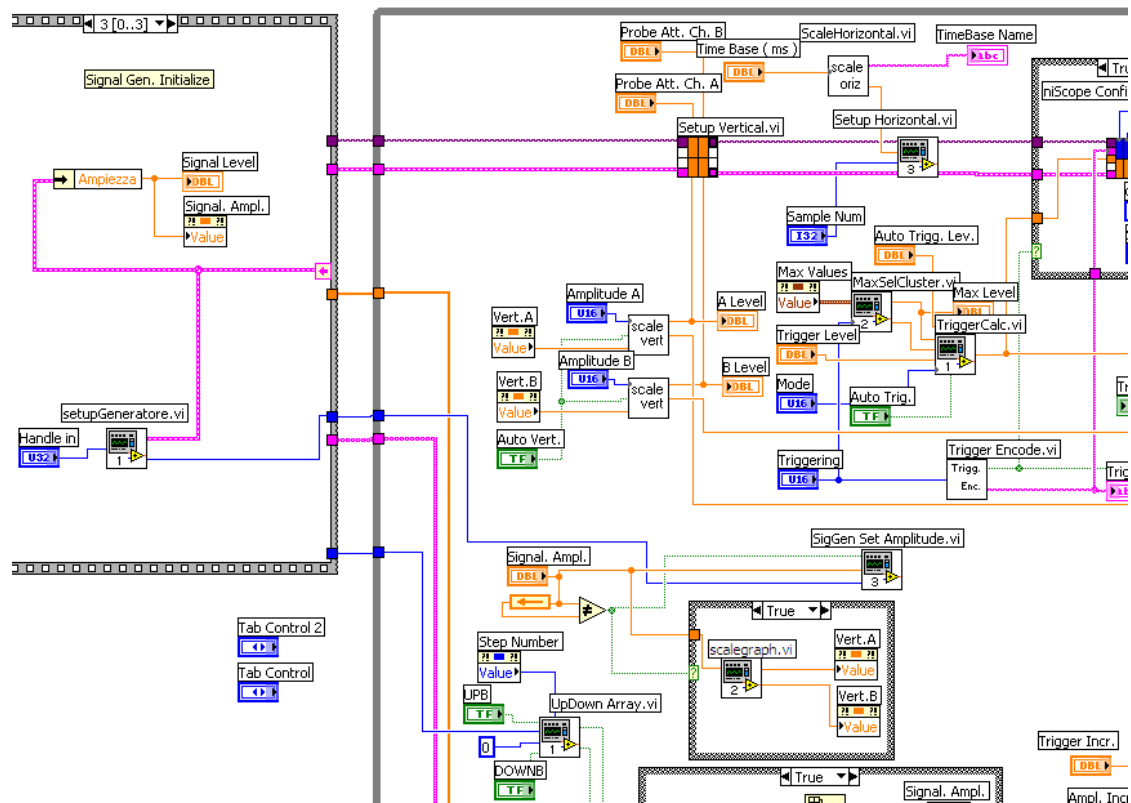 3 [0..3]
Signal Gen. Initialize
Ampiezza
Signal Level
DBL
Signal. Ampl.
Value
setupGeneratore.vi
Handle in
U32
1
Tab Control 2
Tab Control
Probe Att. Ch. B
DBL
Time Base ( ms )
DBL
Probe Att. Ch. A
DBL
ScaleHorizontal.vi
scale
oriz
TimeBase Name
abc
Setup Vertical.vi
Setup Horizontal.vi
3
True
niScope Confi
Sample Num
I32
Auto Trigg. Lev.
DBL
Max Values
Value
MaxSelCluster.vi
2
Max Level
DBL
Amplitude A
U16
Vert.A
Value
scale
vert
A Level
DBL
Trigger Level
DBL
TriggerCalc.vi
1
Amplitude B
U16
Vert.B
Value
scale
vert
B Level
DBL
Mode
U16
Auto Trig.
TF
Auto Vert.
TF
Triggering
U16
Trigger Encode.vi
Trigg.
Enc.
Trig
Signal. Ampl.
DBL
SigGen Set Amplitude.vi
3
True
scalegraph.vi
2
Vert.A
Value
Vert.B
Value
Step Number
Value
UPB
TF
UpDown Array.vi
1
0
DOWNB
TF
True
Signal. Ampl.
Trigger Incr.
DBL
Ampl. Incr